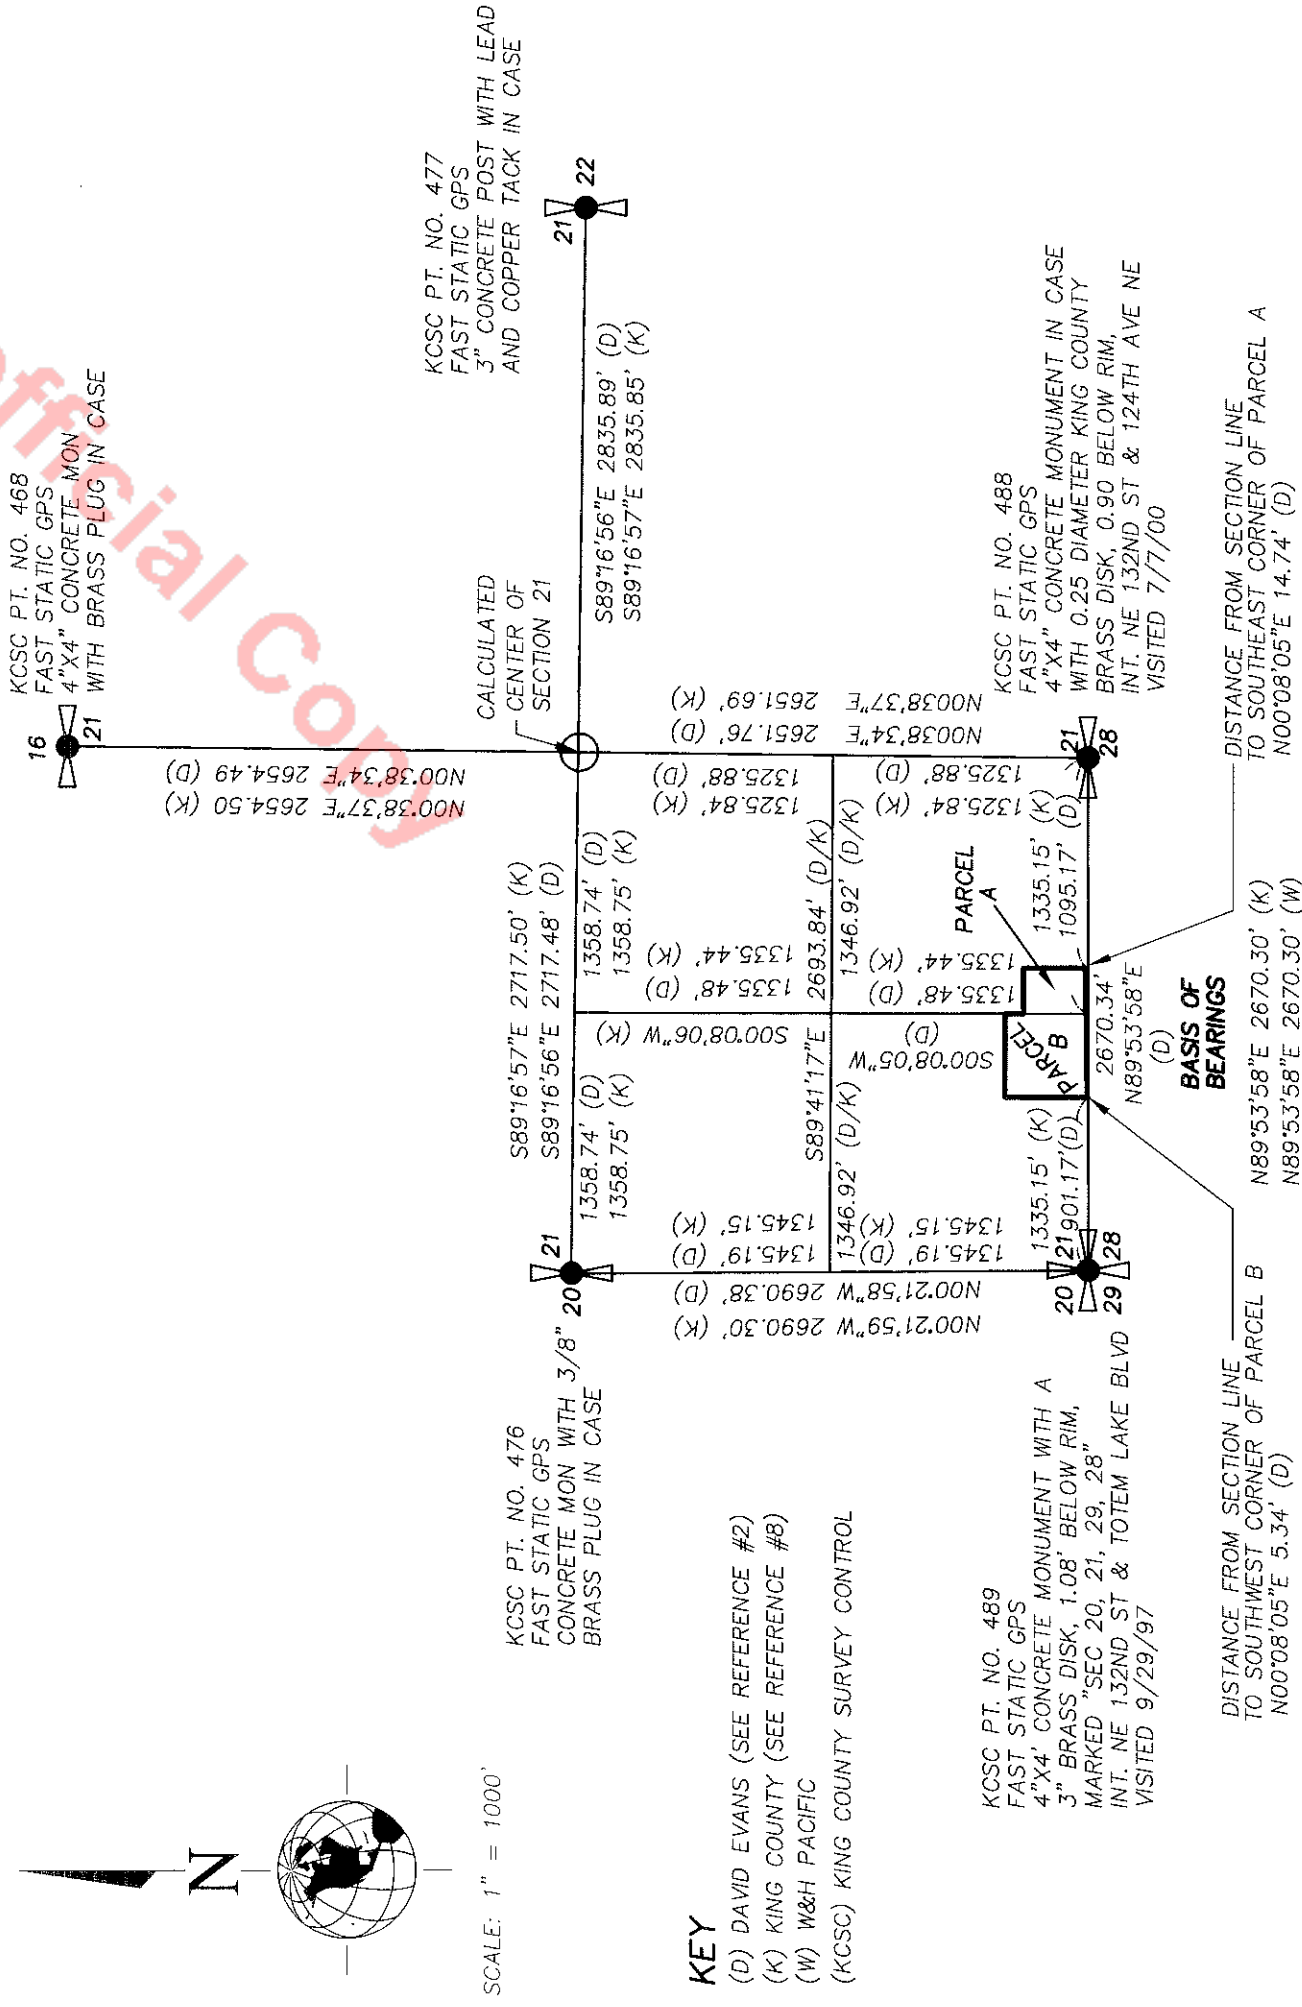 KCSC PT. NO. 468
FAST STATIC GPS
4"X4" CONCRETE MON
WITH BRASS PLUG IN CASE
16
21
N00°38'34"E 2654.49 (D)
N00°38'37"E 2654.50 (K)
KCSC PT. NO. 477
FAST STATIC GPS
3" CONCRETE POST WITH LEAD
AND COPPER TACK IN CASE
21
22
CALCULATED
CENTER OF
SECTION 21
S89°16'56"E 2835.89' (D)
S89°16'57"E 2835.85' (K)
KCSC PT. NO. 476
FAST STATIC GPS
CONCRETE MON WITH 3/8"
BRASS PLUG IN CASE
20
21
S89°16'57"E 2717.50' (K)
S89°16'56"E 2717.48' (D)
1358.74' (D)
1358.75' (K)
1358.74' (D)
1358.75' (K)
N00°21'59"W 2690.30' (K)
N00°21'58"W 2690.38' (D)
1345.19' (D)
1345.15' (K)
1345.19' (D)
1345.15' (K)
S00°08'06"W (K)
S00°08'05"W
(D)
1335.48' (D)
1335.44' (K)
1335.48' (D)
1335.44' (K)
S89°41'17"E 2693.84' (D/K)
1346.92' (D/K)
1346.92' (D/K)
1325.84' (K)
1325.88' (D)
1325.84' (K)
1325.88' (D)
N0038'34"E 2651.76' (D)
N0038'37"E 2651.69' (K)
PARCEL
A
PARCEL
B
1335.15' (K)
901.17'(D)
1335.15' (K)
1095.17' (D)
2670.34'
N89°53'58"E
(D)
BASIS OF
BEARINGS
N89°53'58"E 2670.30' (K)
N89°53'58"E 2670.30' (W)
20
21
29
28
21
28
KCSC PT. NO. 488
FAST STATIC GPS
4"X4" CONCRETE MONUMENT IN CASE
WITH 0.25 DIAMETER KING COUNTY
BRASS DISK, 0.90 BELOW RIM,
INT. NE 132ND ST & 124TH AVE NE
VISITED 7/7/00
DISTANCE FROM SECTION LINE
TO SOUTHEAST CORNER OF PARCEL A
N00°08'05"E 14.74' (D)
KCSC PT. NO. 489
FAST STATIC GPS
4"X4' CONCRETE MONUMENT WITH A
3" BRASS DISK, 1.08' BELOW RIM,
MARKED "SEC 20, 21, 29, 28"
INT. NE 132ND ST & TOTEM LAKE BLVD
VISITED 9/29/97
DISTANCE FROM SECTION LINE
TO SOUTHWEST CORNER OF PARCEL B
N00°08'05"E 5.34' (D)
N
SCALE: 1" = 1000'
KEY
(D) DAVID EVANS (SEE REFERENCE #2)
(K) KING COUNTY (SEE REFERENCE #8)
(W) W&H PACIFIC
(KCSC) KING COUNTY SURVEY CONTROL
fficial Copy